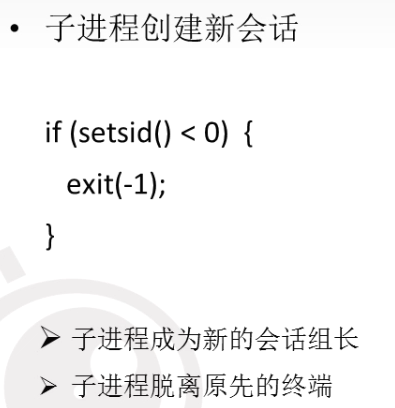 • 子进程创建新会话
if (setsid() < 0) {
exit(-1);
}
➢ 子进程成为新的会话组长
➢ 子进程脱离原先的终端